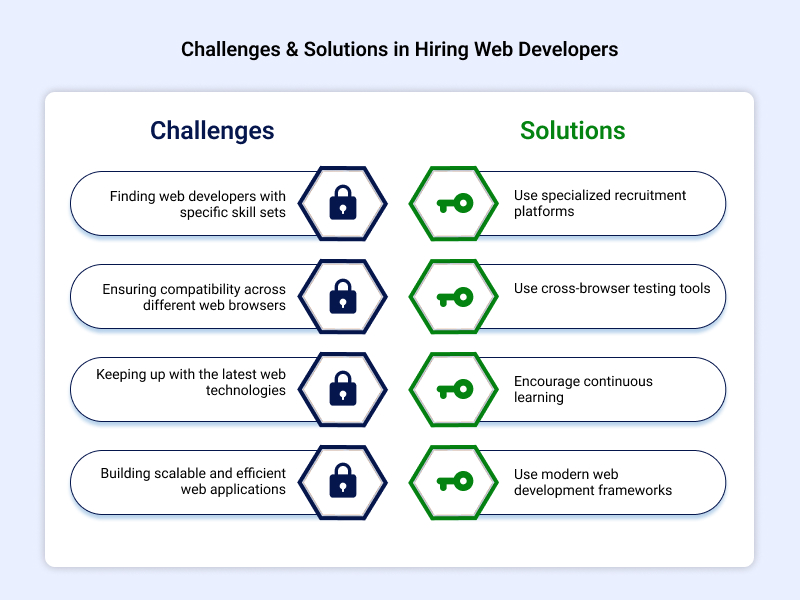 Challenges & Solutions in Hiring Web Developers
Challenges
Solutions
Finding web developers with
specific skill sets
Use specialized recruitment
platforms
Ensuring compatibility across
different web browsers
Use cross-browser testing tools
Keeping up with the latest web
technologies
Encourage continuous
learning
Building scalable and efficient
web applications
Use modern web
development frameworks